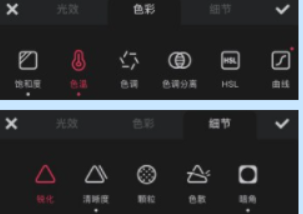 光效 色彩 细节
饱和度 色温 色调 色调分离 HSL 曲线
光效 色彩 细节
锐化 清晰度 颗粒 色散 暗角